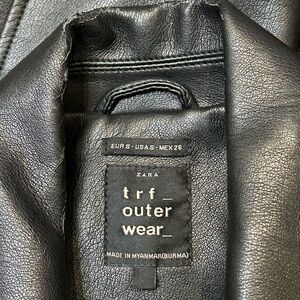 EUR S - USA S - MEX 26
ZARA
trf_
outer
wear_
MADE IN MYANMAR(BURMA)